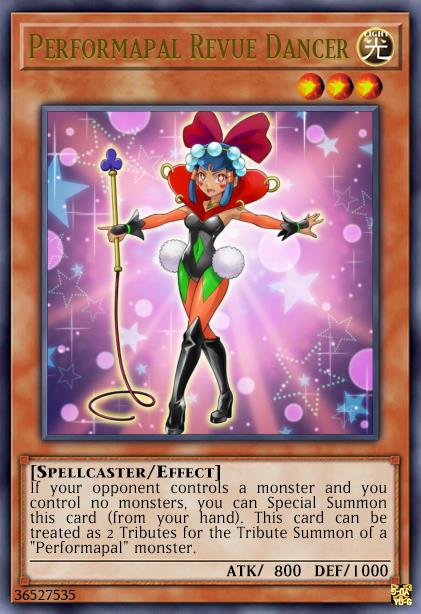 PERFORMAPAL REVUE DANCER
LIGHT
光
[SPELLCASTER/EFFECT]
If your opponent controls a monster and you
control no monsters, you can Special Summon
this card (from your hand). This card can be
treated as 2 Tributes for the Tribute Summon of a
"Performapal" monster.
ATK/ 800 DEF/1000
36527535